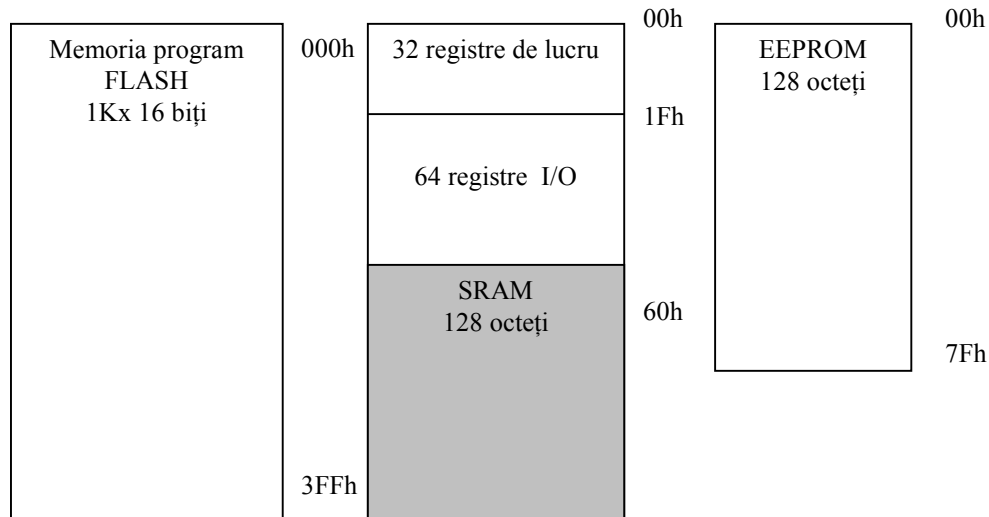 Memoria program
FLASH
1Kx 16 biți
000h
3FFh
32 registre de lucru
64 registre I/O
SRAM
128 octeți
00h
1Fh
60h
EEPROM
128 octeți
00h
7Fh